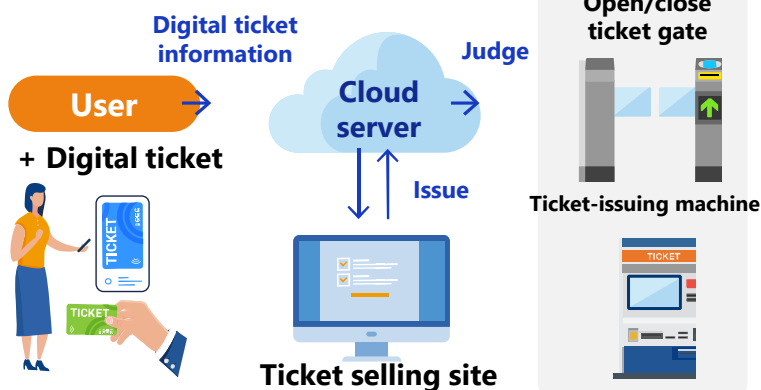 Open/close
ticket gate
Digital ticket
information
Judge
User
Cloud
server
+ Digital ticket
Issue
Ticket-issuing machine
TICKET
TICKET
TICKET
Ticket selling site